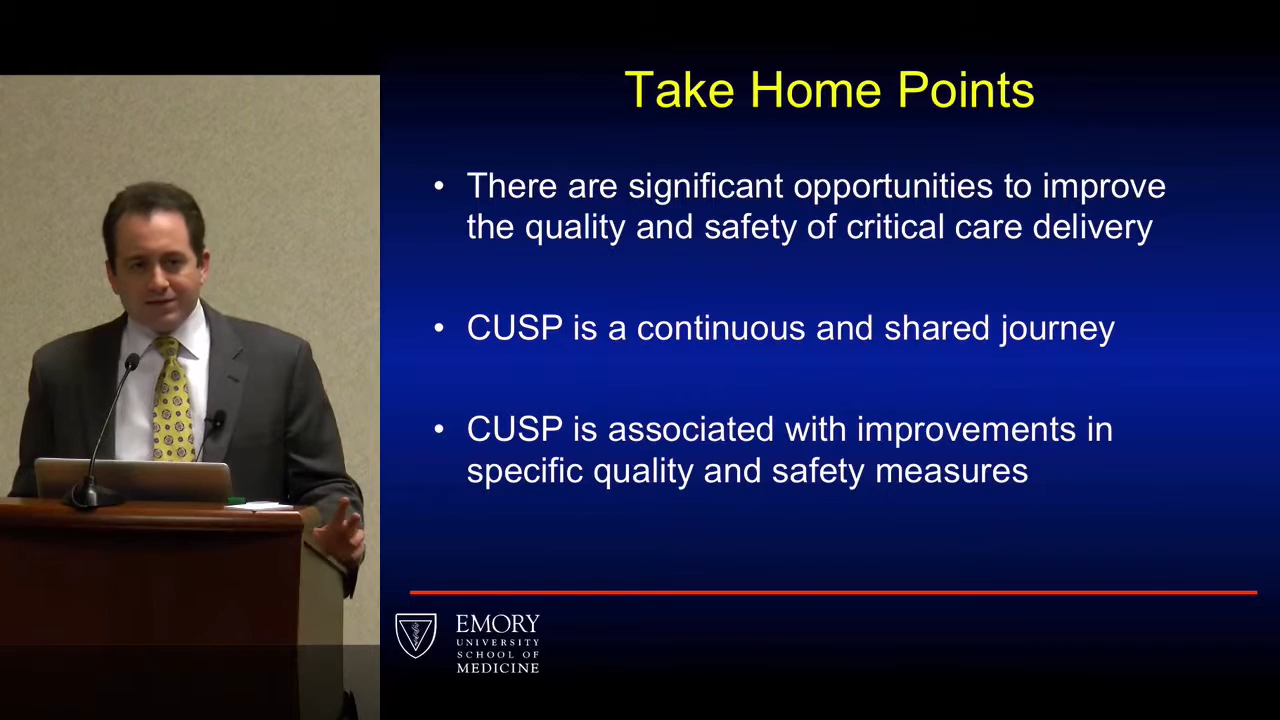 Take Home Points
• There are significant opportunities to improve
the quality and safety of critical care delivery
• CUSP is a continuous and shared journey
• CUSP is associated with improvements in
specific quality and safety measures
EMORY
UNIVERSITY
SCHOOL OF
MEDICINE